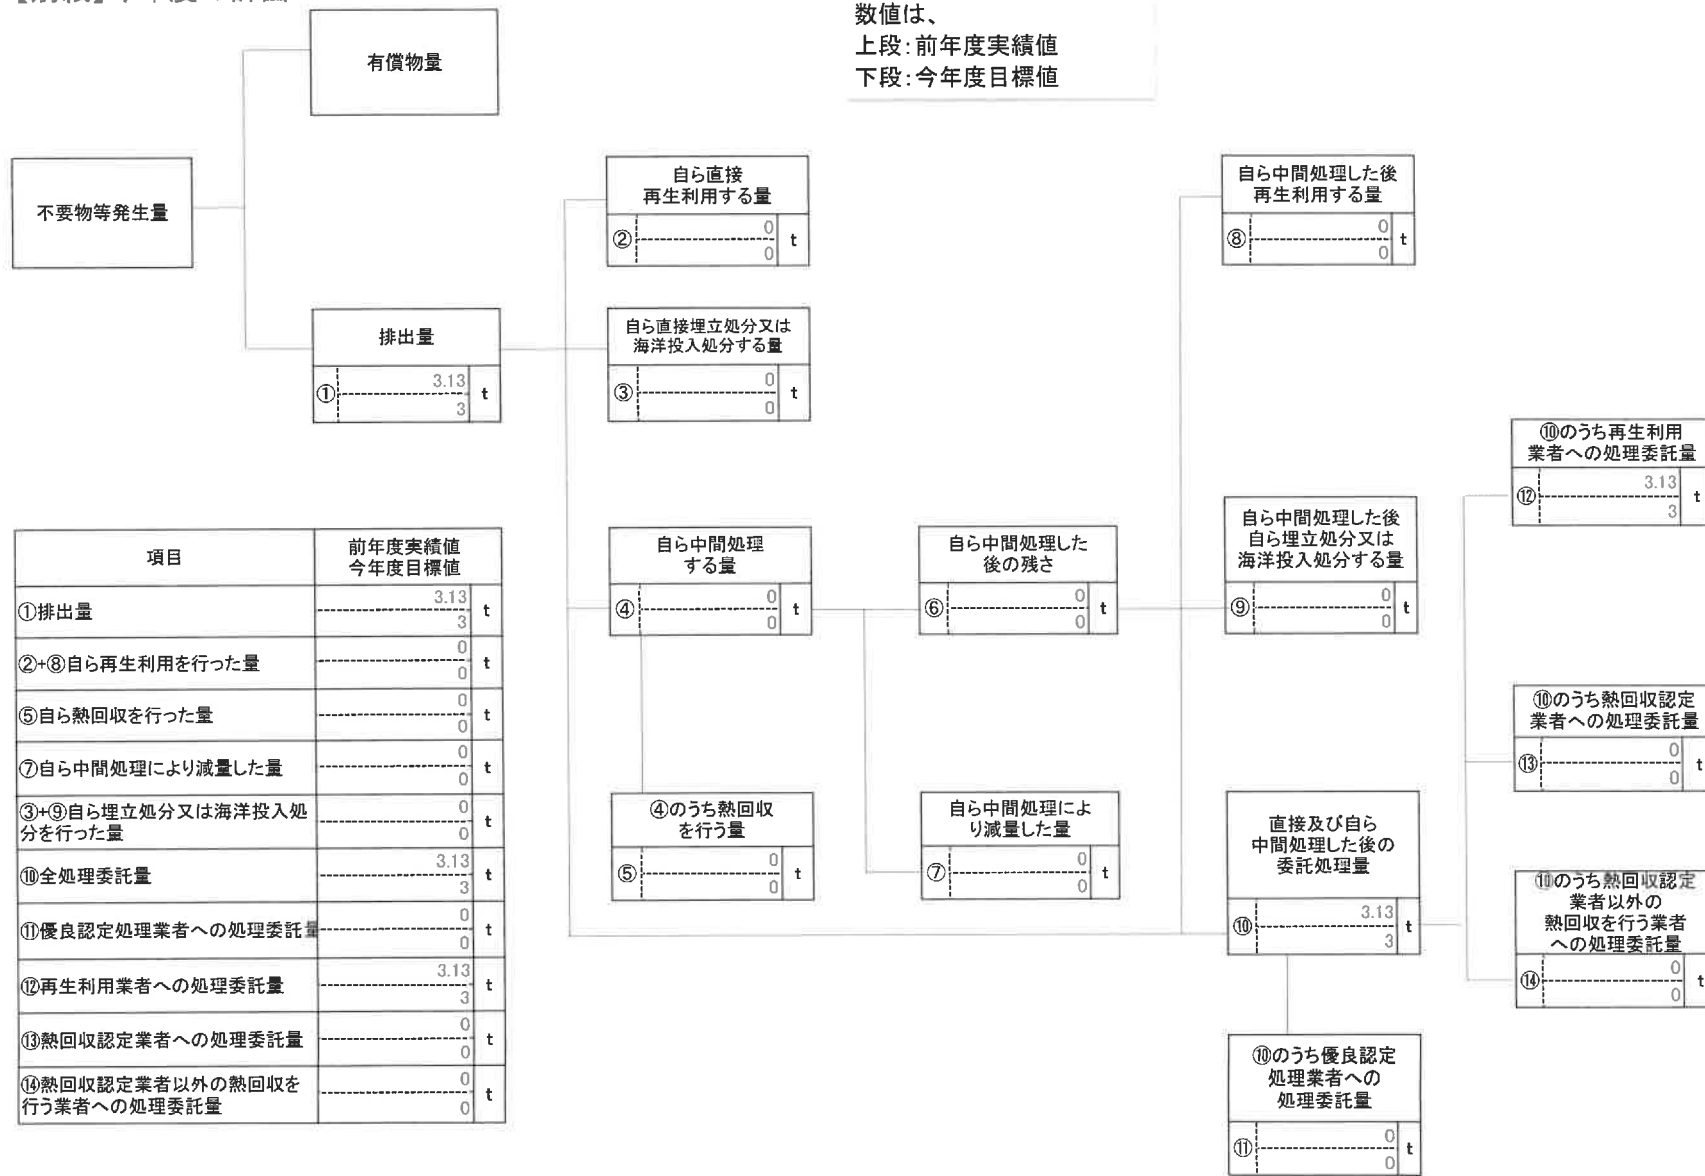 数値は、
上段：前年度実績値
下段：今年度目標値
有償物量
不要物等発生量
排出量
① 3.13 t
3
自ら直接
再生利用する量
② 0 t
0
自ら直接埋立処分又は
海洋投入処分する量
③ 0 t
0
自ら中間処理
する量
④ 0 t
0
④のうち熱回収
を行う量
⑤ 0 t
0
自ら中間処理した
後の残さ
⑥ 0 t
0
自ら中間処理によ
り減量した量
⑦ 0 t
0
自ら中間処理した後
再生利用する量
⑧ 0 t
0
自ら中間処理した後
自ら埋立処分又は
海洋投入処分する量
⑨ 0 t
0
直接及び自ら
中間処理した後の
委託処理量
⑩ 3.13 t
3
⑩のうち優良認定
処理業者への
処理委託量
⑪ 0 t
0
⑩のうち再生利用
業者への処理委託量
⑫ 3.13 t
3
⑩のうち熱回収認定
業者への処理委託量
⑬ 0 t
0
⑩のうち熱回収認定
業者以外の
熱回収を行う業者
への処理委託量
⑭ 0 t
0
項目 前年度実績値
今年度目標値
①排出量 3.13 t
3
②+⑧自ら再生利用を行った量 0 t
0
⑤自ら熱回収を行った量 0 t
0
⑦自ら中間処理により減量した量 0 t
0
③+⑨自ら埋立処分又は海洋投入処 0 t
分を行った量 0
⑩全処理委託量 3.13 t
3
⑪優良認定処理業者への処理委託量 0 t
0
⑫再生利用業者への処理委託量 3.13 t
3
⑬熱回収認定業者への処理委託量 0 t
0
⑭熱回収認定業者以外の熱回収を 0 t
行う業者への処理委託量 0